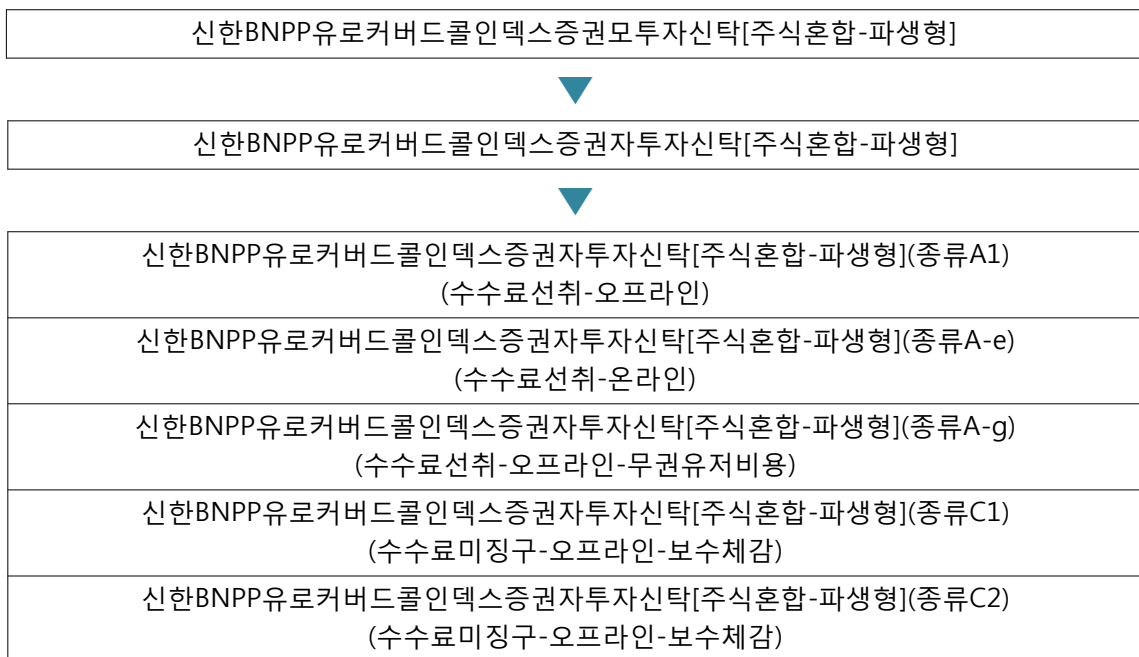 신한BNPP유로커버드콜인덱스증권모투자신탁[주식혼합-파생형]
신한BNPP유로커버드콜인덱스증권자투자신탁[주식혼합-파생형]
신한BNPP유로커버드콜인덱스증권자투자신탁[주식혼합-파생형](종류A1)
(수수료선취-오프라인)
신한BNPP유로커버드콜인덱스증권자투자신탁[주식혼합-파생형](종류A-e)
(수수료선취-온라인)
신한BNPP유로커버드콜인덱스증권자투자신탁[주식혼합-파생형](종류A-g)
(수수료선취-오프라인-무권유저비용)
신한BNPP유로커버드콜인덱스증권자투자신탁[주식혼합-파생형](종류C1)
(수수료미징구-오프라인-보수체감)
신한BNPP유로커버드콜인덱스증권자투자신탁[주식혼합-파생형](종류C2)
(수수료미징구-오프라인-보수체감)